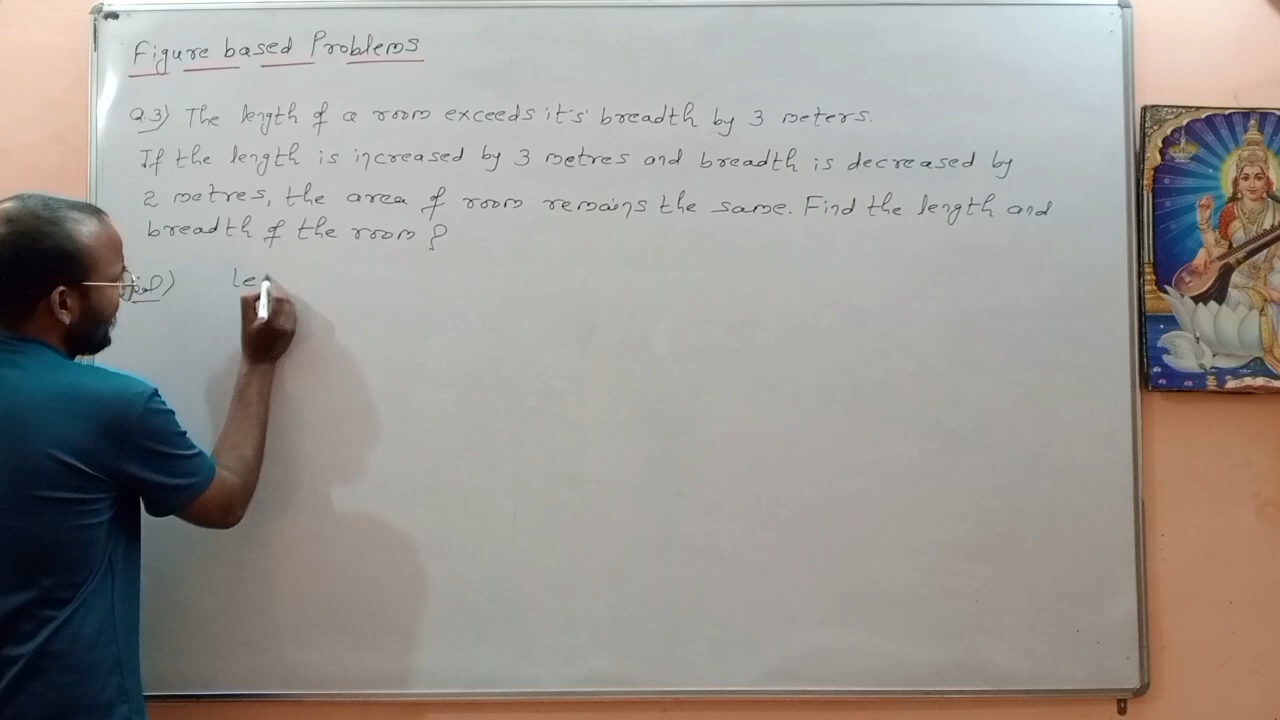 Figure based Problems
Q.3) The length of a room exceeds it's breadth by 3 meters.
If the length is increased by 3 metres and breadth is decreased by
2 metres, the area of room remains the same. Find the length and
breadth of the room?
Le